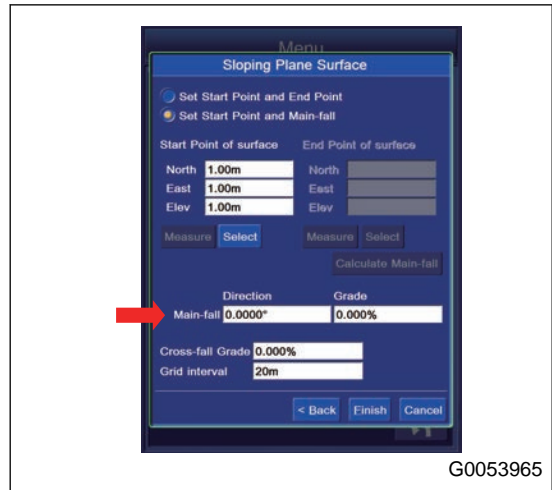 Menu
Sloping Plane Surface
Set Start Point and End Point
Set Start Point and Main-fall
Start Point of surface End Point of surface
North 1.00m North
East 1.00m East
Elev 1.00m Elev
Measure Select Measure Select
Calculate Main-fall
Direction Grade
Main-fall 0.0000° 0.000%
Cross-fall Grade 0.000%
Grid interval 20m
< Back Finish Cancel
G0053965